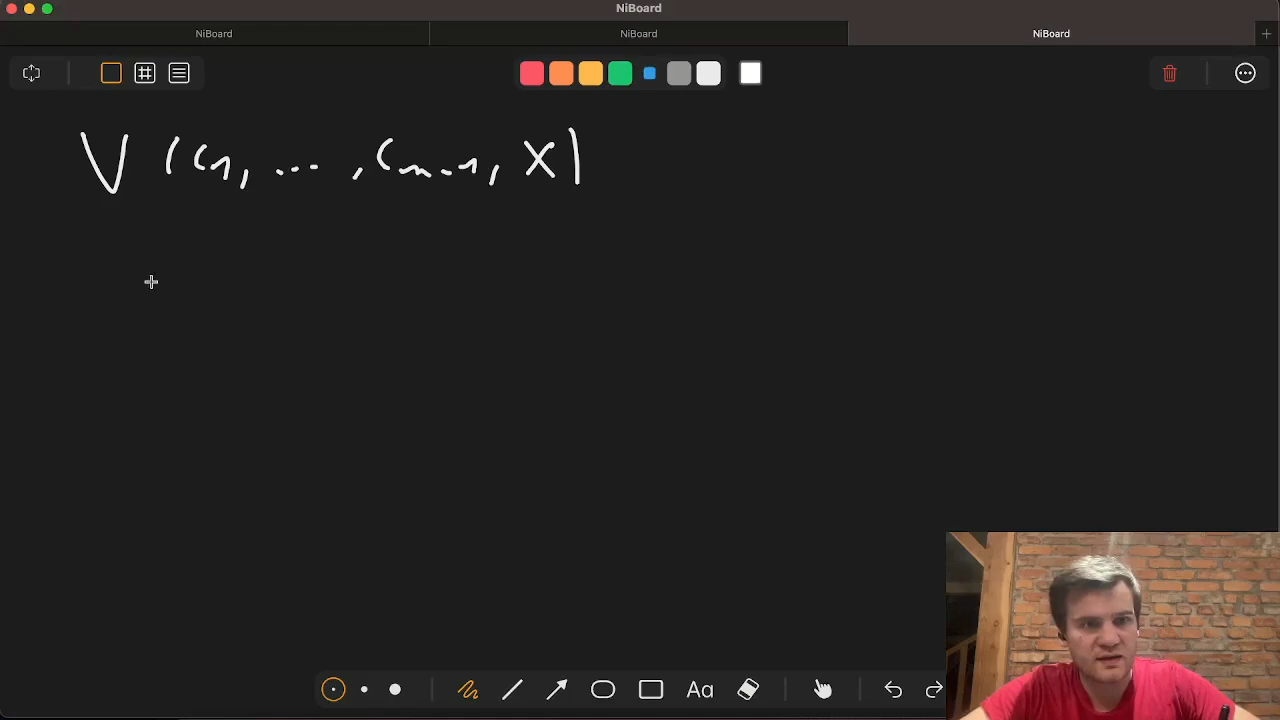 NiBoard
NiBoard NiBoard NiBoard
V (c1, ... , cn-1, x)
Aa